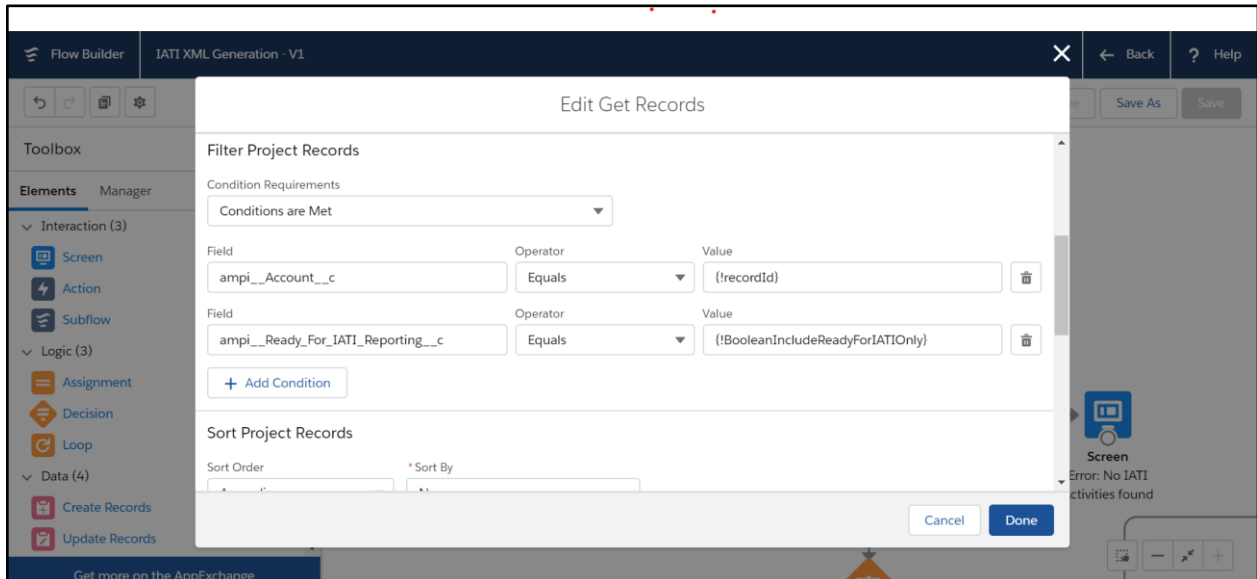 Flow Builder
IATI XML Generation - V1
Back
? Help
Edit Get Records
Save As
Save
Toolbox
Filter Project Records
Condition Requirements
Conditions are Met
Elements
Manager
Interaction (3)
Screen
Action
Subflow
Field
Operator
Value
ampi__Account__c
Equals
{!recordId}
Field
Operator
Value
ampi__Ready_For_IATI_Reporting__c
Equals
{!BooleanIncludeReadyForIATIOnly}
+ Add Condition
Logic (3)
Assignment
Decision
Loop
Sort Project Records
Sort Order
*Sort By
Data (4)
Create Records
Update Records
Screen
Error: No IATI
ctivities found
Cancel
Done
Get more on the AppExchange